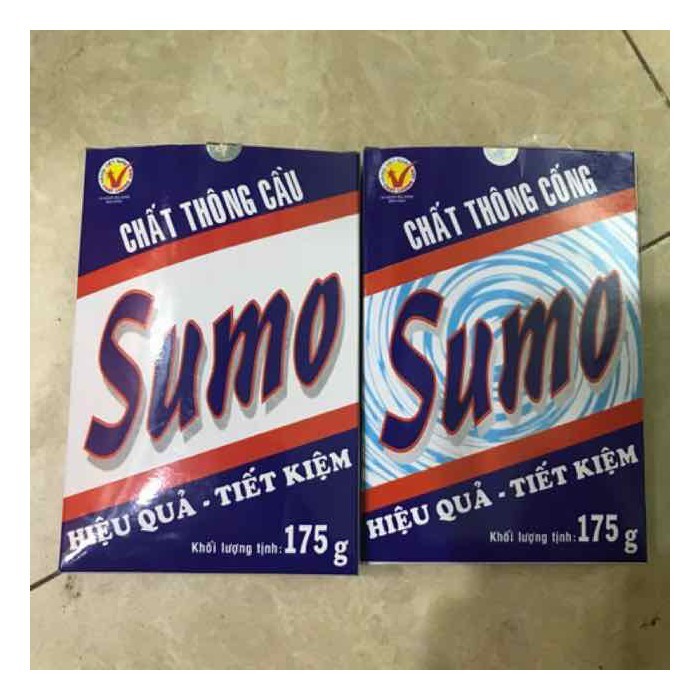 CHẤT THÔNG CẦU
Sumo
HIỆU QUẢ - TIẾT KIỆM
Khối lượng tịnh: 175 g
CHẤT THÔNG CỐNG
Sumo
HIỆU QUẢ - TIẾT KIỆM
Khối lượng tịnh: 175 g